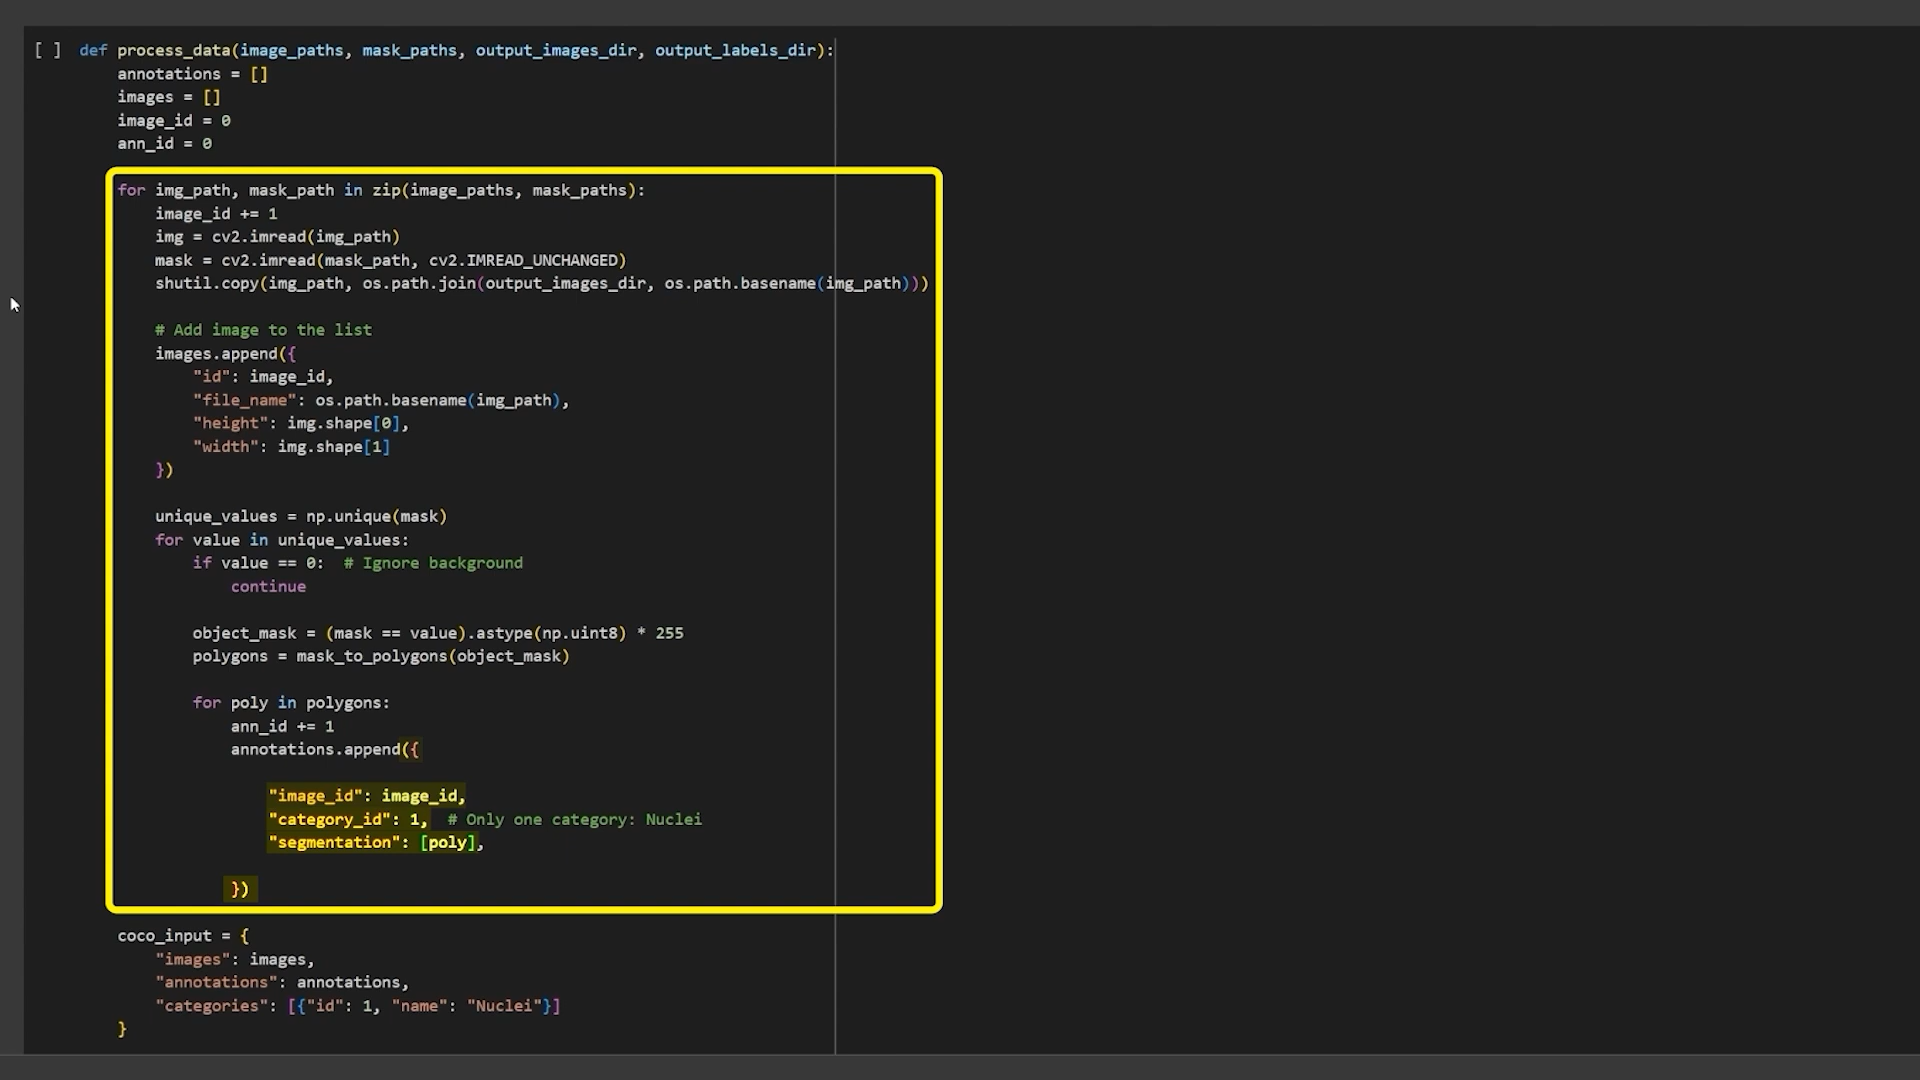 [ ] def process_data(image_paths, mask_paths, output_images_dir, output_labels_dir):
annotations = []
images = []
image_id = 0
ann_id = 0
for img_path, mask_path in zip(image_paths, mask_paths):
image_id += 1
img = cv2.imread(img_path)
mask = cv2.imread(mask_path, cv2.IMREAD_UNCHANGED)
shutil.copy(img_path, os.path.join(output_images_dir, os.path.basename(img_path)))
# Add image to the list
images.append({
"id": image_id,
"file_name": os.path.basename(img_path),
"height": img.shape[0],
"width": img.shape[1]
})
unique_values = np.unique(mask)
for value in unique_values:
if value == 0:  # Ignore background
continue
object_mask = (mask == value).astype(np.uint8) * 255
polygons = mask_to_polygons(object_mask)
for poly in polygons:
ann_id += 1
annotations.append({
"image_id": image_id,
"category_id": 1,  # Only one category: Nuclei
"segmentation": [poly],
})
coco_input = {
"images": images,
"annotations": annotations,
"categories": [{"id": 1, "name": "Nuclei"}]
}